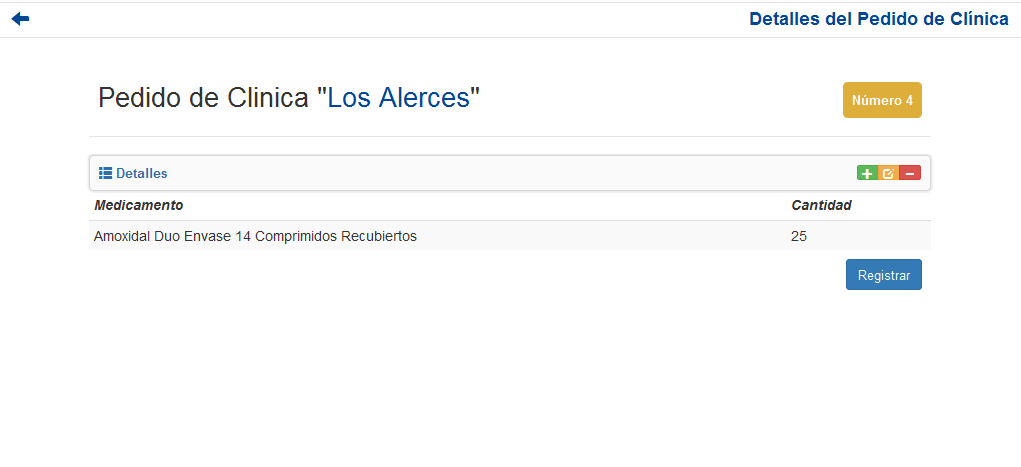 Detalles del Pedido de Clínica
Pedido de Clinica "Los Alerces"
Número 4
Detalles
Medicamento Cantidad
Amoxidal Duo Envase 14 Comprimidos Recubiertos 25
Registrar